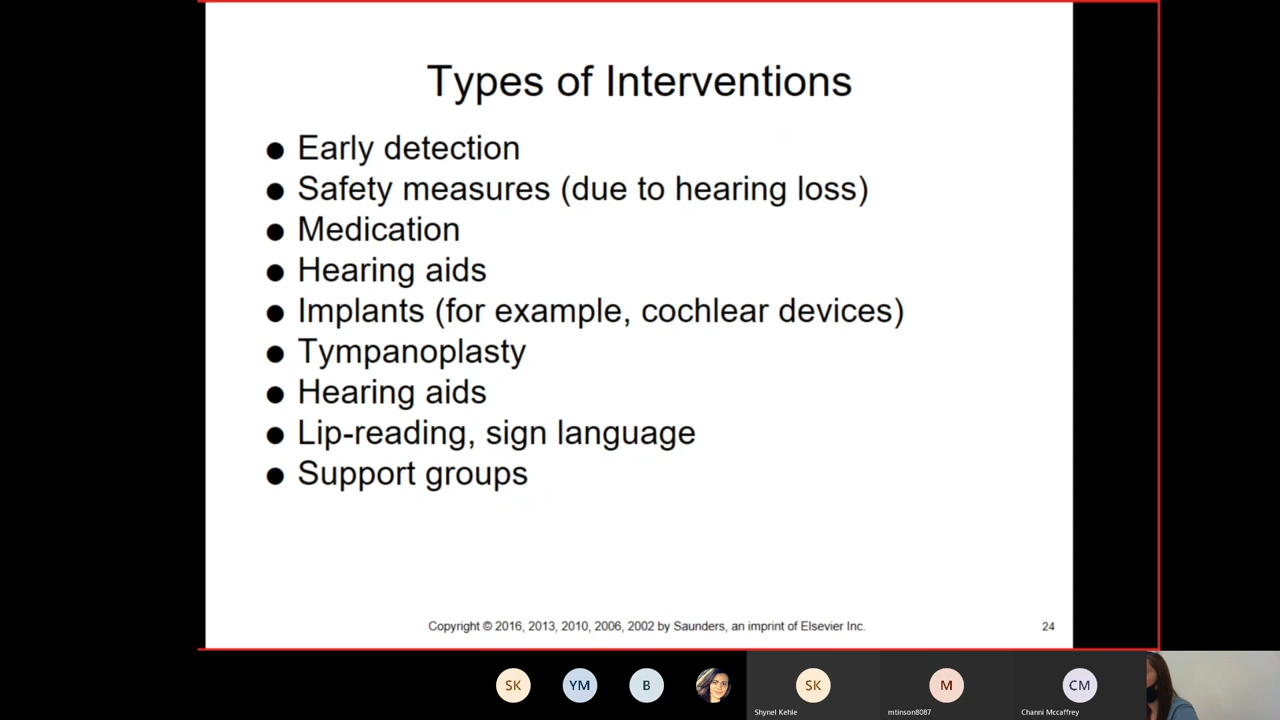 Types of Interventions
● Early detection
● Safety measures (due to hearing loss)
● Medication
● Hearing aids
● Implants (for example, cochlear devices)
● Tympanoplasty
● Hearing aids
● Lip-reading, sign language
● Support groups
Copyright © 2016, 2013, 2010, 2006, 2002 by Saunders, an imprint of Elsevier Inc.
24
SK
YM
B
SK
M
CM
Shynel Kehle
mtinson8087
Channi Mccaffrey